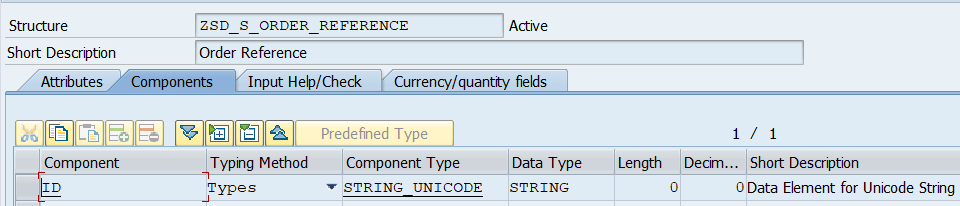 Structure ZSD_S_ORDER_REFERENCE Active
Short Description Order Reference
Attributes Components Input Help/Check Currency/quantity fields
Predefined Type 1 / 1
Component Typing Method Component Type Data Type Length Decim... Short Description
ID Types STRING_UNICODE STRING 0 0 Data Element for Unicode String